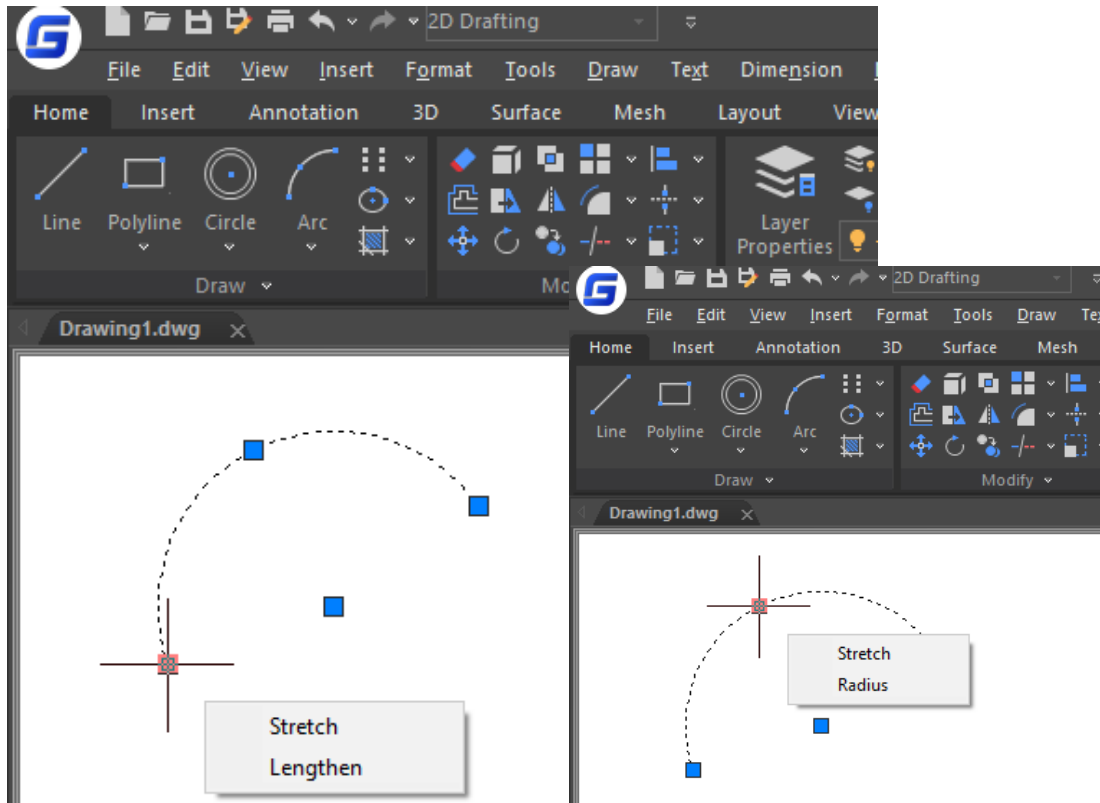 2D Drafting
File Edit View Insert Format Tools Draw Text Dimension
Home Insert Annotation 3D Surface Mesh Layout View
Line Polyline Circle Arc
Layer
Properties
Draw
Drawing1.dwg
Stretch
Lengthen
2D Drafting
File Edit View Insert Format Tools Draw
Home Insert Annotation 3D Surface Mesh
Line Polyline Circle Arc
Draw Modify
Drawing1.dwg
Stretch
Radius